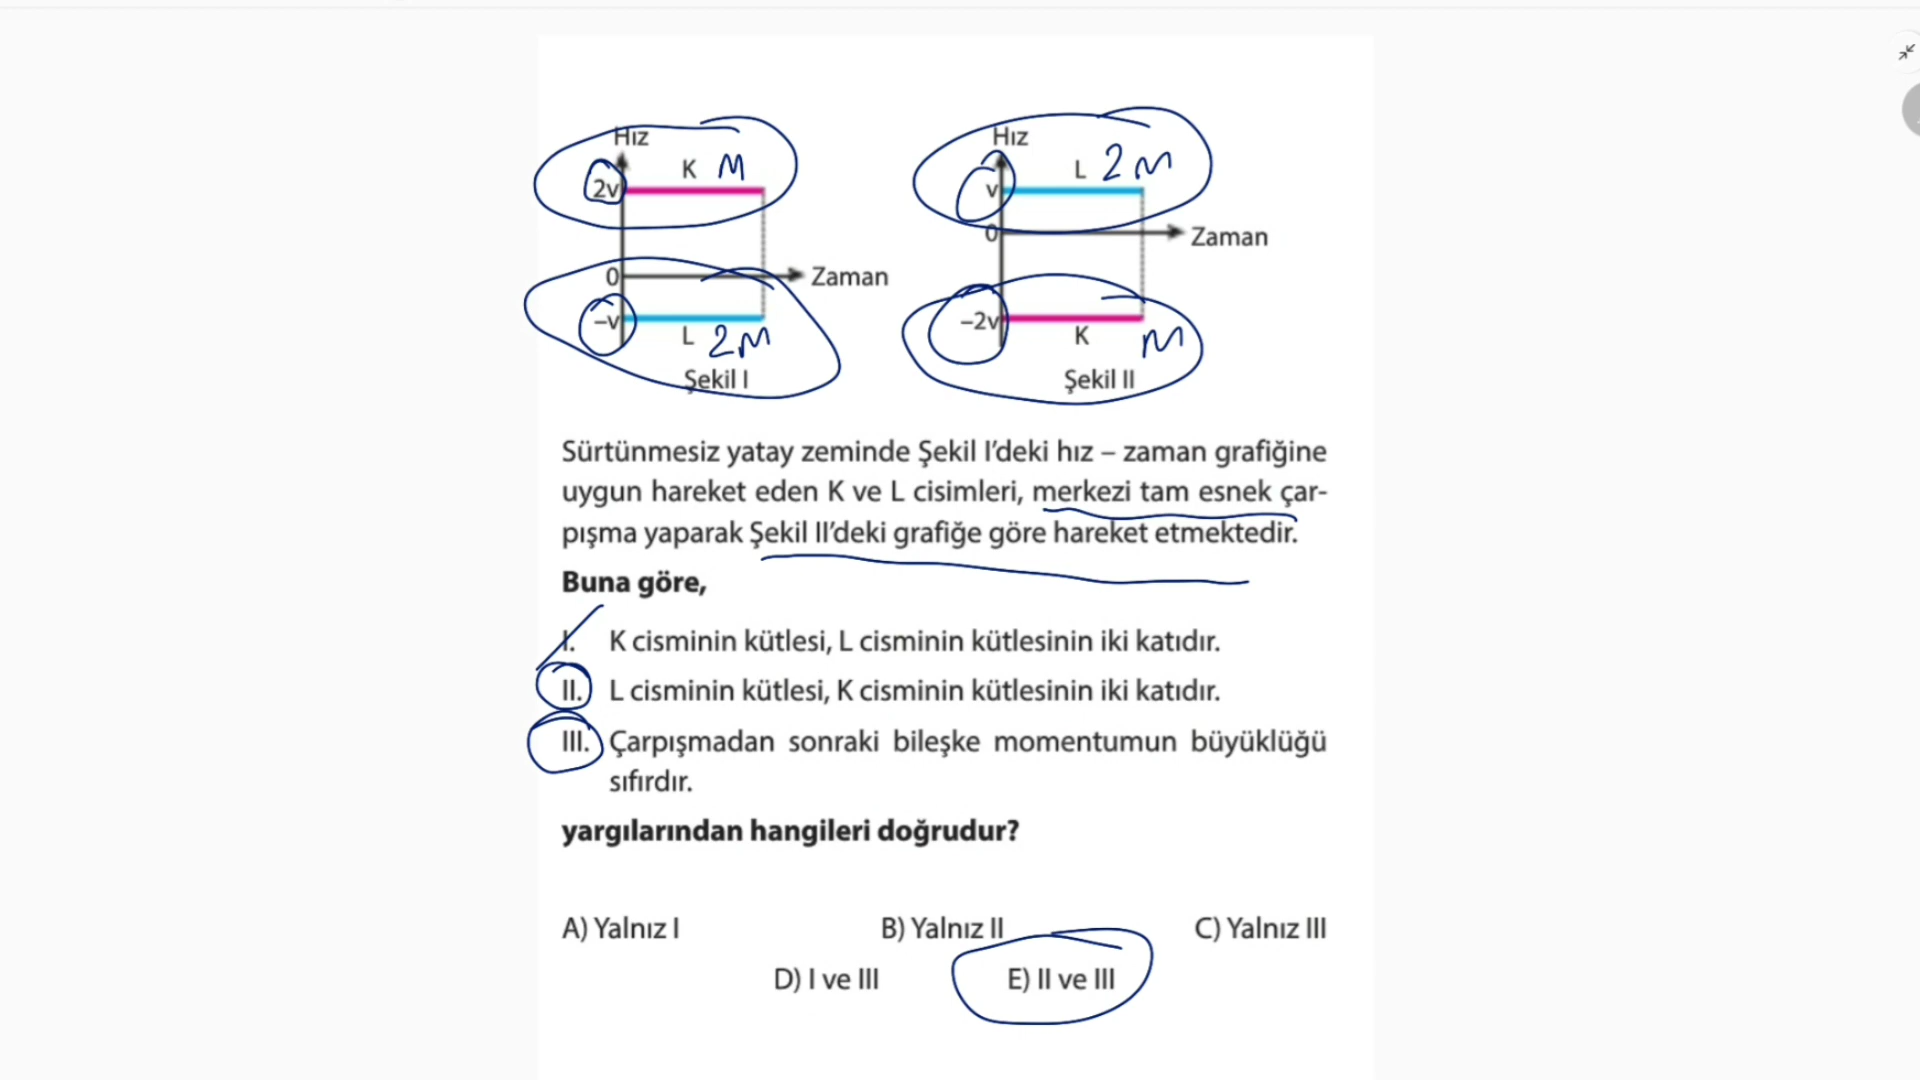 Hız
K M
2v
0
Zaman
–v
L 2M
Şekil I
Hız
L 2M
v
0
Zaman
–2v
K M
Şekil II
Sürtünmesiz yatay zeminde Şekil I’deki hız – zaman grafiğine
uygun hareket eden K ve L cisimleri, merkezi tam esnek çar-
pışma yaparak Şekil II’deki grafiğe göre hareket etmektedir.
Buna göre,
I. K cisminin kütlesi, L cisminin kütlesinin iki katıdır.
II. L cisminin kütlesi, K cisminin kütlesinin iki katıdır.
III. Çarpışmadan sonraki bileşke momentumun büyüklüğü
sıfırdır.
yargılarından hangileri doğrudur?
A) Yalnız I B) Yalnız II C) Yalnız III
D) I ve III E) II ve III